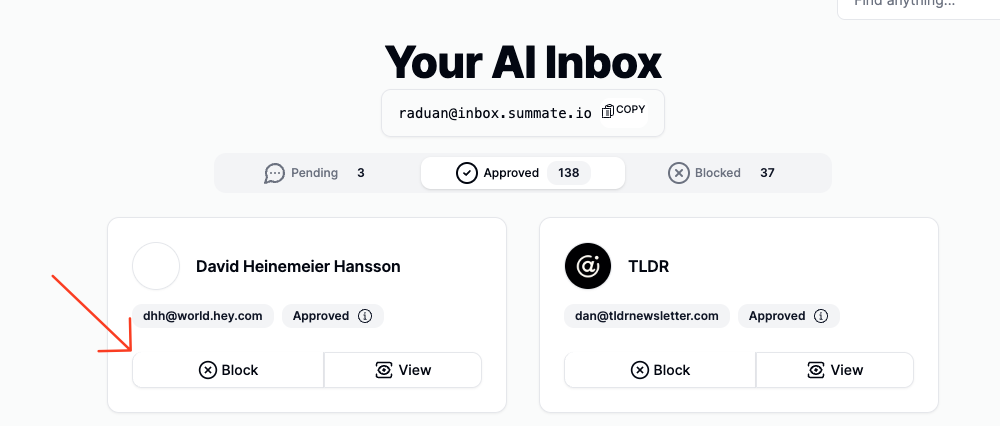 Find anything...
Your AI Inbox
raduan@inbox.summate.io COPY
Pending 3 Approved 138 Blocked 37
David Heinemeier Hansson
dhh@world.hey.com Approved
Block View
TLDR
dan@tldrnewsletter.com Approved
Block View